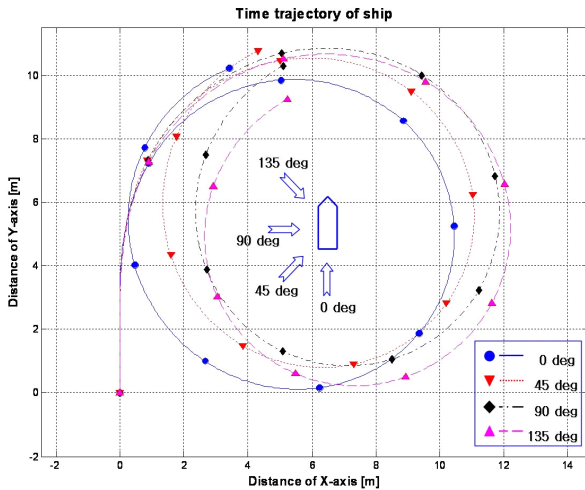 Time trajectory of ship
Distance of Y-axis [m]
10
8
6
4
2
0
-2
135 deg
90 deg
45 deg
0 deg
0 deg
45 deg
90 deg
135 deg
-2
0
2
4
6
8
10
12
14
Distance of X-axis [m]